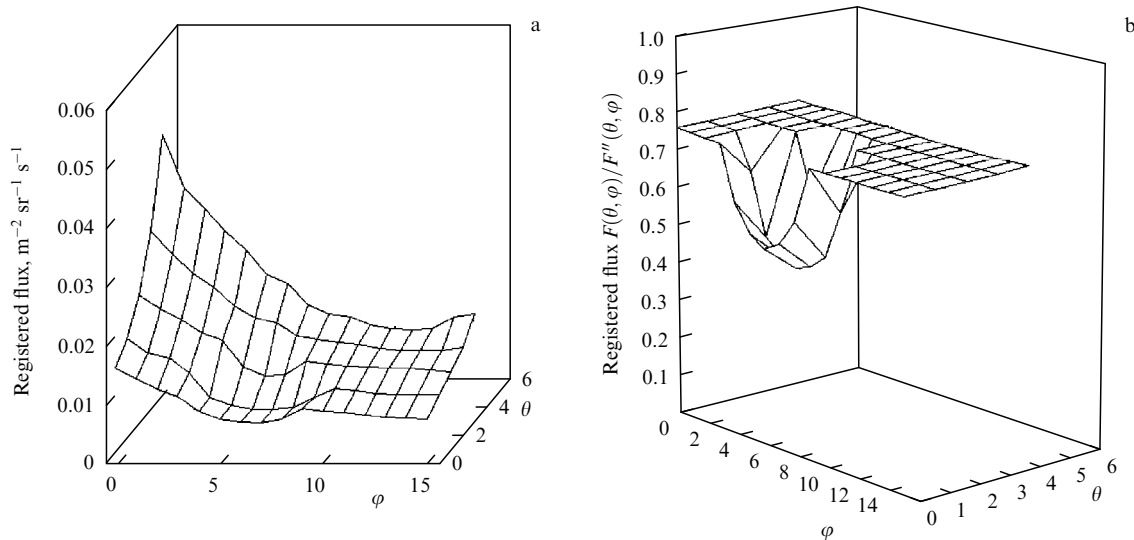 a
0.06
0.05
0.04
0.03
0.02
0.01
0
Registered flux, m⁻² sr⁻¹ s⁻¹
0 5 10 15
φ
0 2 4 6
θ
b
1.0
0.9
0.8
0.7
0.6
0.5
0.4
0.3
0.2
0.1
Registered flux F(θ, φ)/F″(θ, φ)
0 2 4 6 8 10 12 14
φ
0 1 2 3 4 5 6
θ